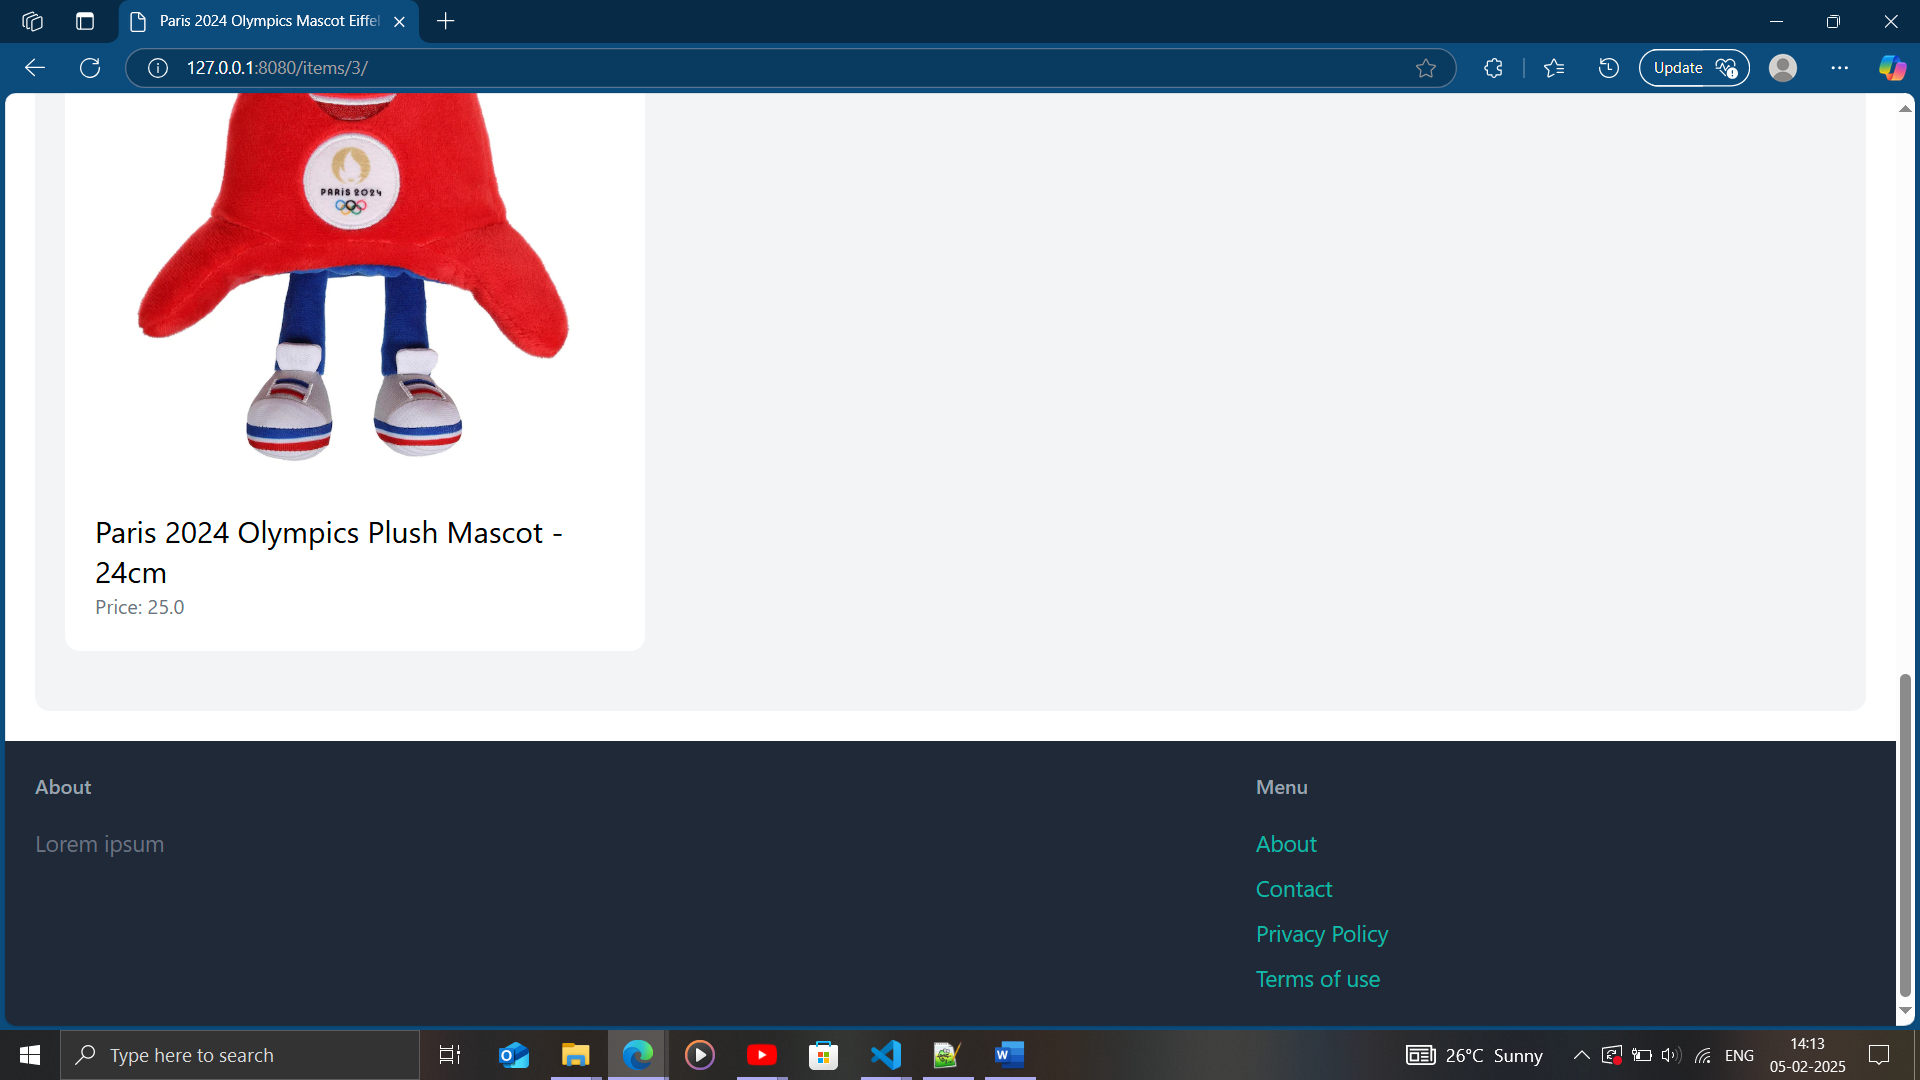 Paris 2024 Olympics Mascot Eiffel
127.0.0.1:8080/items/3/
Update
PARIS 2024
Paris 2024 Olympics Plush Mascot -
24cm
Price: 25.0
About
Menu
Lorem ipsum
About
Contact
Privacy Policy
Terms of use
Type here to search
26°C Sunny
ENG
14:13
05-02-2025